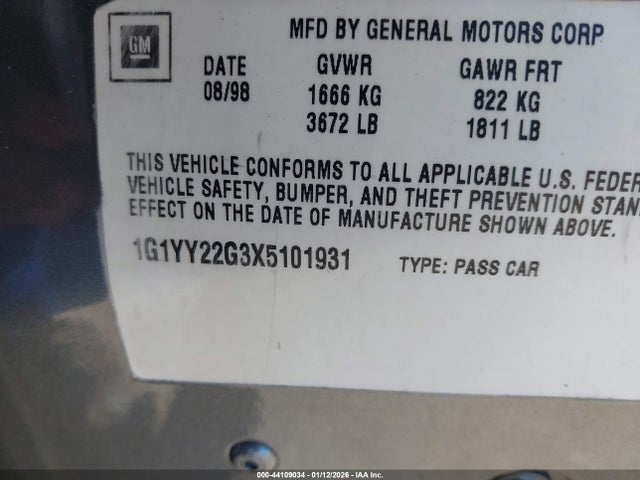 GM
MFD BY GENERAL MOTORS CORP
DATE GVWR GAWR FRT
08/98 1666 KG 822 KG
3672 LB 1811 LB
THIS VEHICLE CONFORMS TO ALL APPLICABLE U.S. FEDER
VEHICLE SAFETY, BUMPER, AND THEFT PREVENTION STAN
EFFECT ON THE DATE OF MANUFACTURE SHOWN ABOVE.
1G1YY22G3X5101931 TYPE: PASS CAR
000-44109034 - 01/12/2026 - IAA Inc.